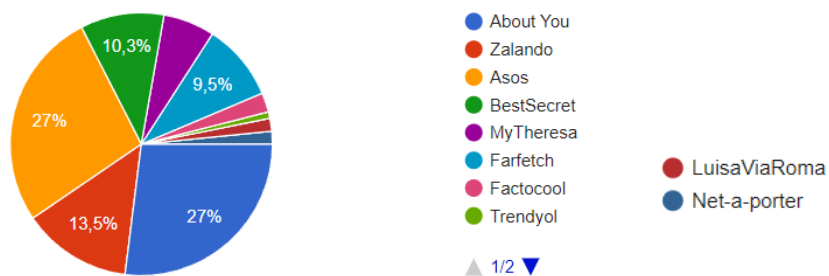 10,3%
9,5%
27%
13,5%
27%
About You
Zalando
Asos
BestSecret
MyTheresa
Farfetch
Factocool
Trendyol
1/2
LuisaViaRoma
Net-a-porter